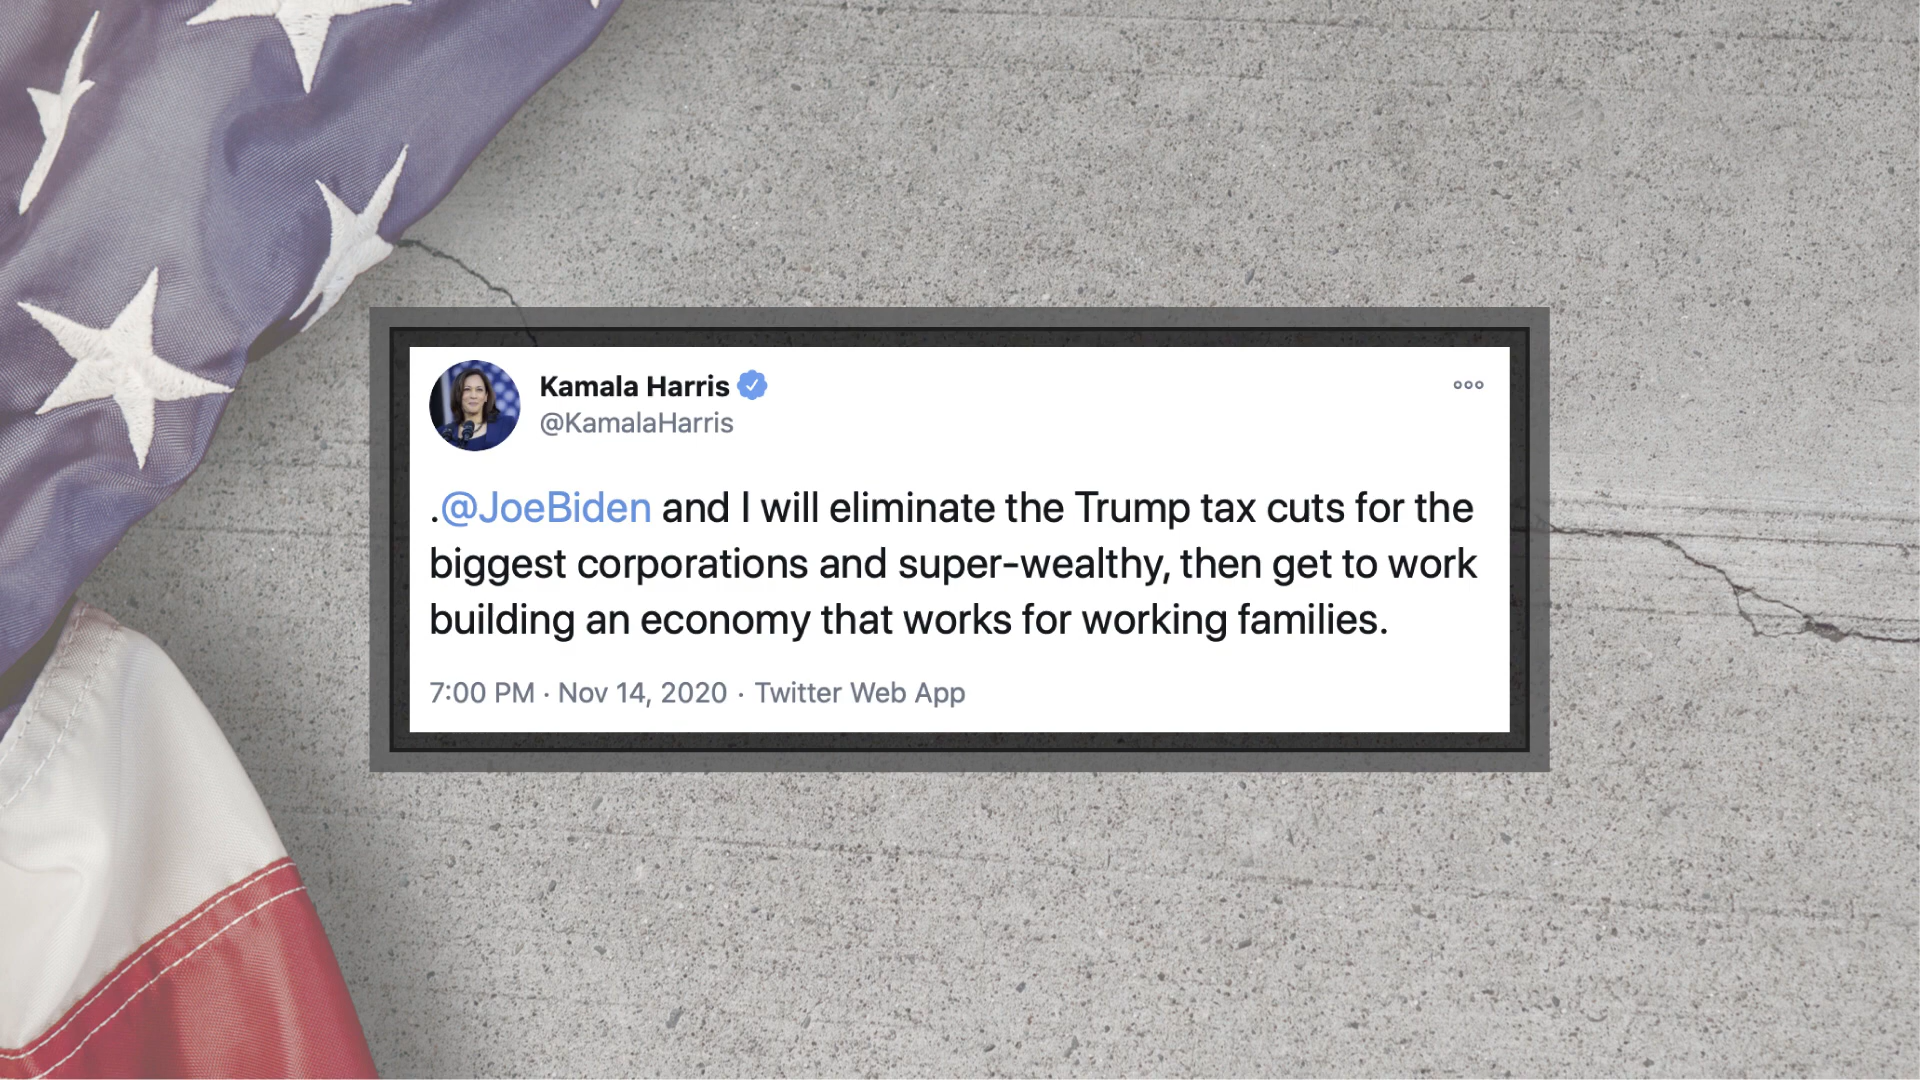 Kamala Harris
@KamalaHarris
.@JoeBiden and I will eliminate the Trump tax cuts for the
biggest corporations and super-wealthy, then get to work
building an economy that works for working families.
7:00 PM · Nov 14, 2020 · Twitter Web App